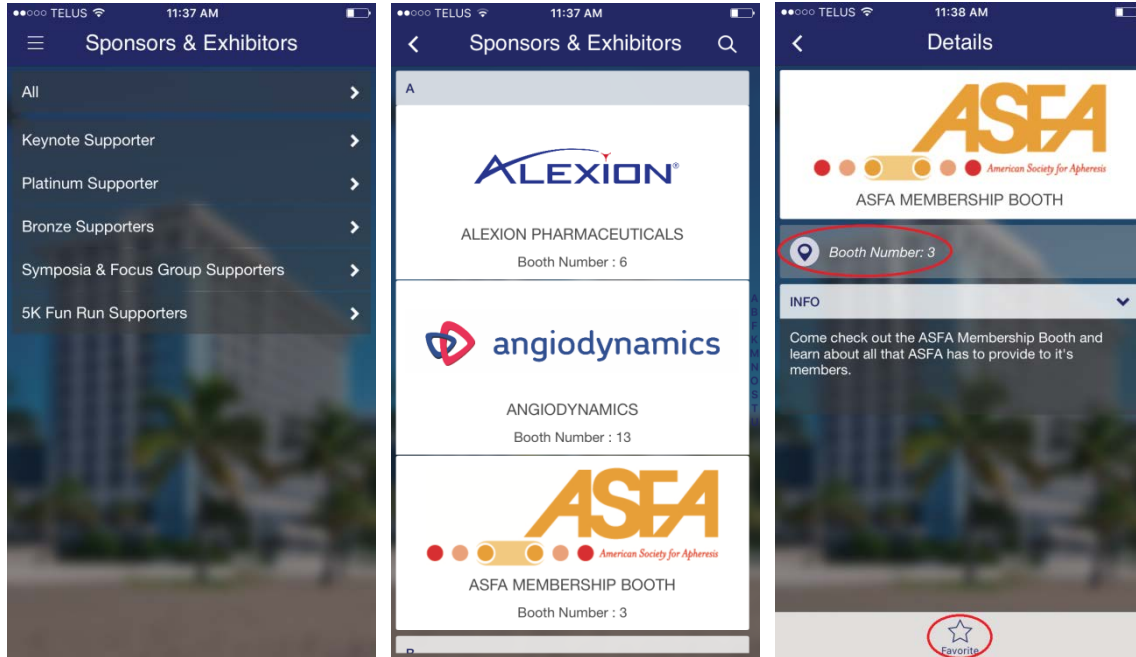 TELUS 11:37 AM
Sponsors & Exhibitors
All
Keynote Supporter
Platinum Supporter
Bronze Supporters
Symposia & Focus Group Supporters
5K Fun Run Supporters
TELUS 11:37 AM
Sponsors & Exhibitors
A
ALEXION®
ALEXION PHARMACEUTICALS
Booth Number : 6
angiodynamics
ANGIODYNAMICS
Booth Number : 13
ASFA
American Society for Apheresis
ASFA MEMBERSHIP BOOTH
Booth Number : 3
A
B
F
K
M
N
O
S
T
TELUS 11:38 AM
Details
ASFA
American Society for Apheresis
ASFA MEMBERSHIP BOOTH
Booth Number: 3
INFO
Come check out the ASFA Membership Booth and
learn about all that ASFA has to provide to it's
members.
Favorite